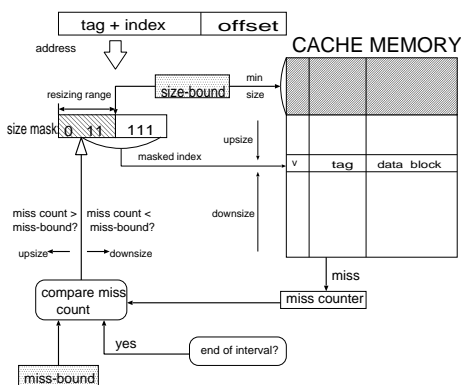 tag + index offset
address
CACHE MEMORY
resizing range
size-bound
min
size
size mask 0 11 111
masked index
upsize
v tag data block
downsize
miss count > miss-bound?
miss count < miss-bound?
upsize downsize
miss
miss counter
compare miss
count
yes
end of interval?
miss-bound